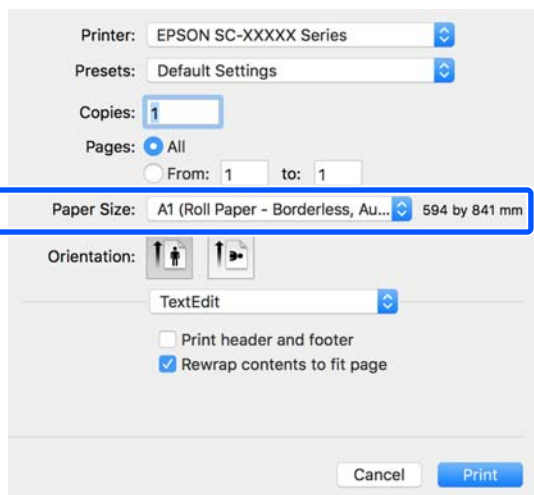 Printer: EPSON SC-XXXXX Series
Presets: Default Settings
Copies: 1
Pages: All
From: 1 to: 1
Paper Size: A1 (Roll Paper - Borderless, Au... 594 by 841 mm
Orientation:
TextEdit
Print header and footer
Rewrap contents to fit page
Cancel Print